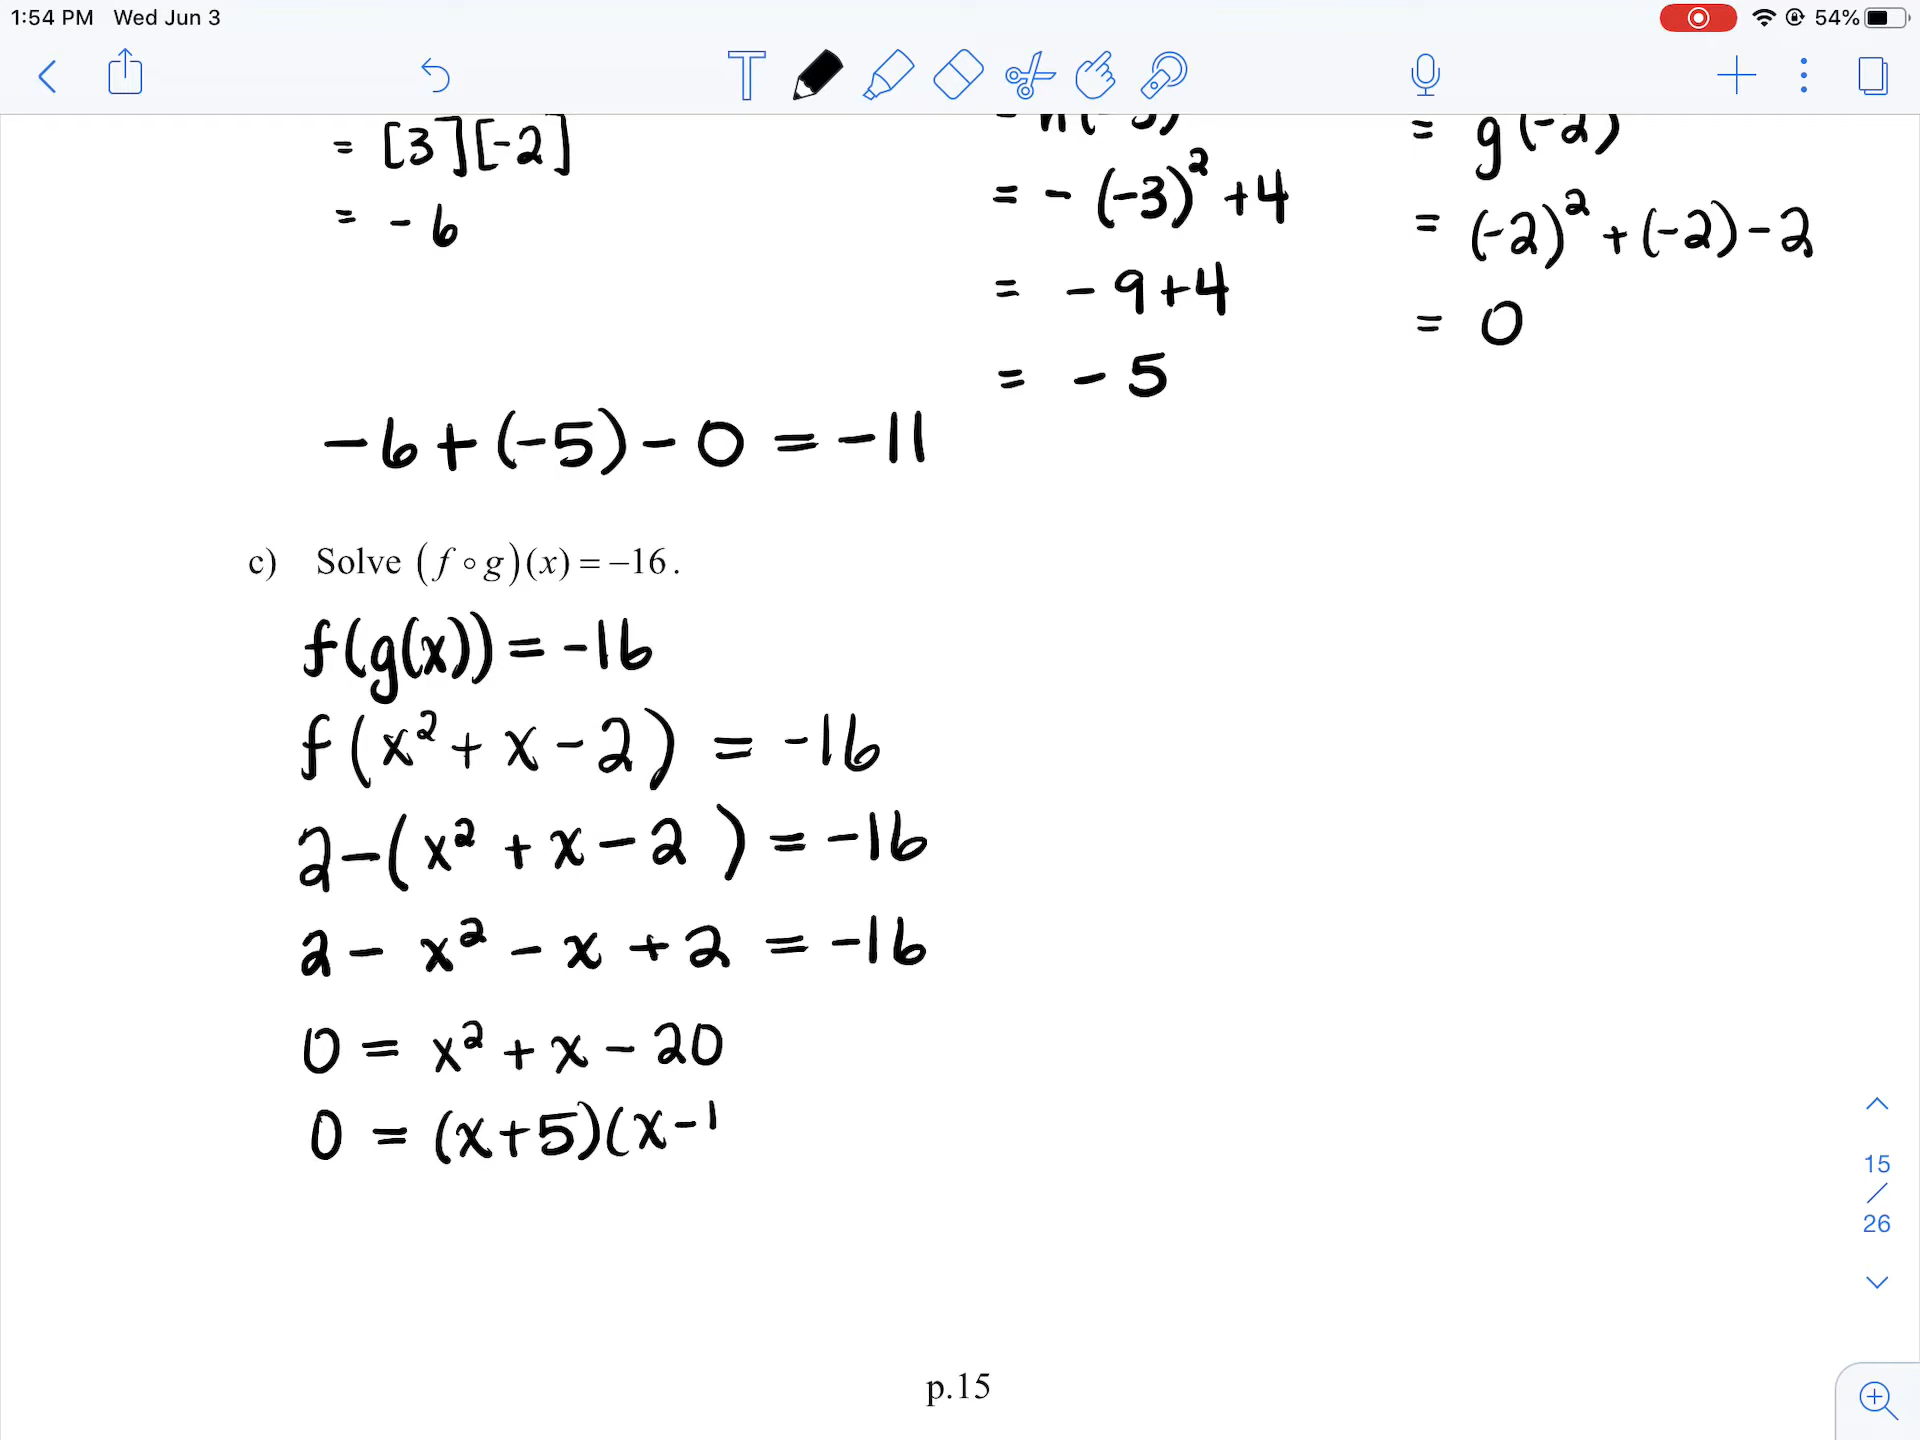 1:54 PM Wed Jun 3
54%
T
= [3][-2]
= -6
= - (-3)² + 4
= -9+4
= -5
= g(-2)
= (-2)² + (-2) - 2
= 0
-6 + (-5) - 0 = -11
c) Solve (f ∘ g)(x) = -16.
f(g(x)) = -16
f(x² + x - 2) = -16
2 - (x² + x - 2) = -16
2 - x² - x + 2 = -16
0 = x² + x - 20
0 = (x+5)(x-
15
/
26
p.15